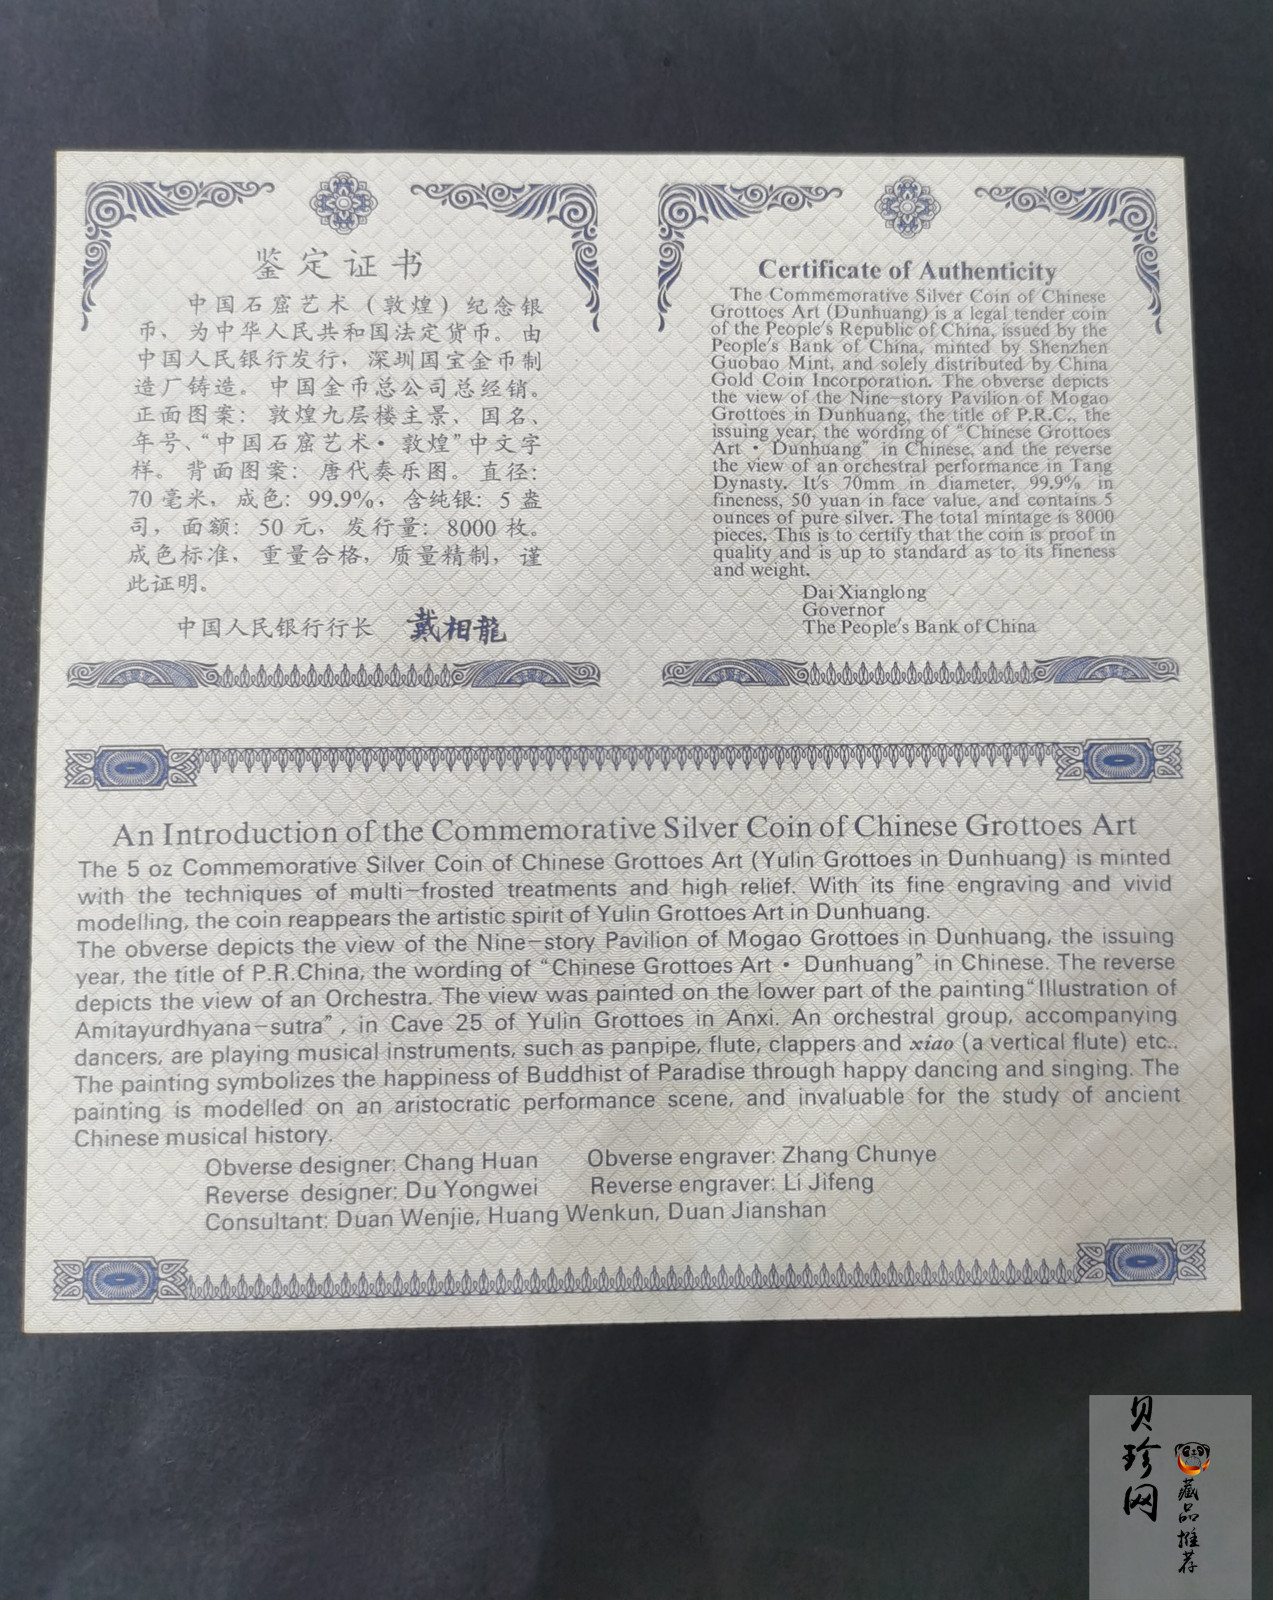 鉴定证书
中国石窟艺术(敦煌)纪念银
币、为中华人民共和国法定货币。由
中国人民银行发行,深圳国宝金币制
造厂铸造。中国金币总公司总经销。
正面图案:敦煌九层楼主景、国名、
年号、“中国石窟艺术·敦煌”中文字
样。背面图案:唐代奏乐图。直径:
70毫米,成色:99.9%,含纯银:5盎
司,面额:50元,发行量:8000枚。
成色标准,重量合格,质量精制,谨
此证明。
中国人民银行行长 戴相龍
Certificate of Authenticity
The Commemorative Silver Coin of Chinese
Grottoes Art (Dunhuang) is a legal tender coin
of the People's Republic of China, issued by the
People's Bank of China, minted by Shenzhen
Guobao Mint, and solely distributed by China
Gold Coin Incorporation. The obverse depicts
the view of the Nine-story Pavilion of Mogao
Grottoes in Dunhuang, the title of P.R.C., the
issuing year, the wording of “Chinese Grottoes
Art · Dunhuang” in Chinese, and the reverse
the view of an orchestral performance in Tang
Dynasty. It's 70mm in diameter, 99.9% in
fineness, 50 yuan in face value, and contains 5
ounces of pure silver. The total mintage is 8000
pieces. This is to certify that the coin is proof in
quality and is up to standard as to its fineness
and weight.
Dai Xianglong
Governor
The People's Bank of China
An Introduction of the Commemorative Silver Coin of Chinese Grottoes Art
The 5 oz Commemorative Silver Coin of Chinese Grottoes Art (Yulin Grottoes in Dunhuang) is minted
with the techniques of multi-frosted treatments and high relief. With its fine engraving and vivid
modelling, the coin reappears the artistic spirit of Yulin Grottoes Art in Dunhuang.
The obverse depicts the view of the Nine-story Pavilion of Mogao Grottoes in Dunhuang, the issuing
year, the title of P.R.China, the wording of “Chinese Grottoes Art · Dunhuang” in Chinese. The reverse
depicts the view of an Orchestra. The view was painted on the lower part of the painting“Illustration of
Amitayurdhyana-sutra”, in Cave 25 of Yulin Grottoes in Anxi. An orchestral group, accompanying
dancers, are playing musical instruments, such as panpipe, flute, clappers and xiao (a vertical flute) etc..
The painting symbolizes the happiness of Buddhist of Paradise through happy dancing and singing. The
painting is modelled on an aristocratic performance scene, and invaluable for the study of ancient
Chinese musical history.
Obverse designer: Chang Huan Obverse engraver: Zhang Chunye
Reverse designer: Du Yongwei Reverse engraver: Li Jifeng
Consultant: Duan Wenjie, Huang Wenkun, Duan Jianshan
贝珍网
藏品推荐